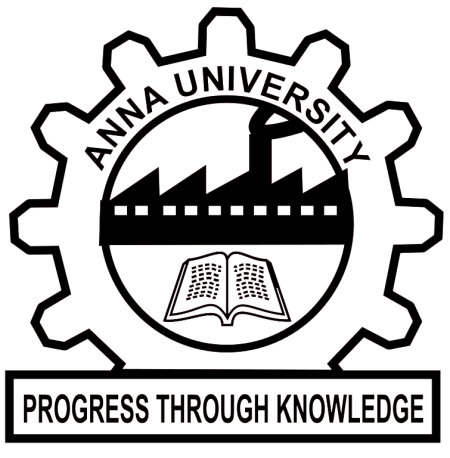 ANNA UNIVERSITY
PROGRESS THROUGH KNOWLEDGE